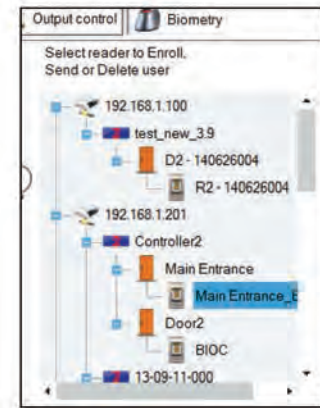 Output control Biometry
Select reader to Enroll,
Send or Delete user
192.168.1.100
test_new_3.9
D2 - 140626004
R2 - 140626004
192.168.1.201
Controller2
Main Entrance
Main Entrance_
Door2
BIOC
13-09-11-000